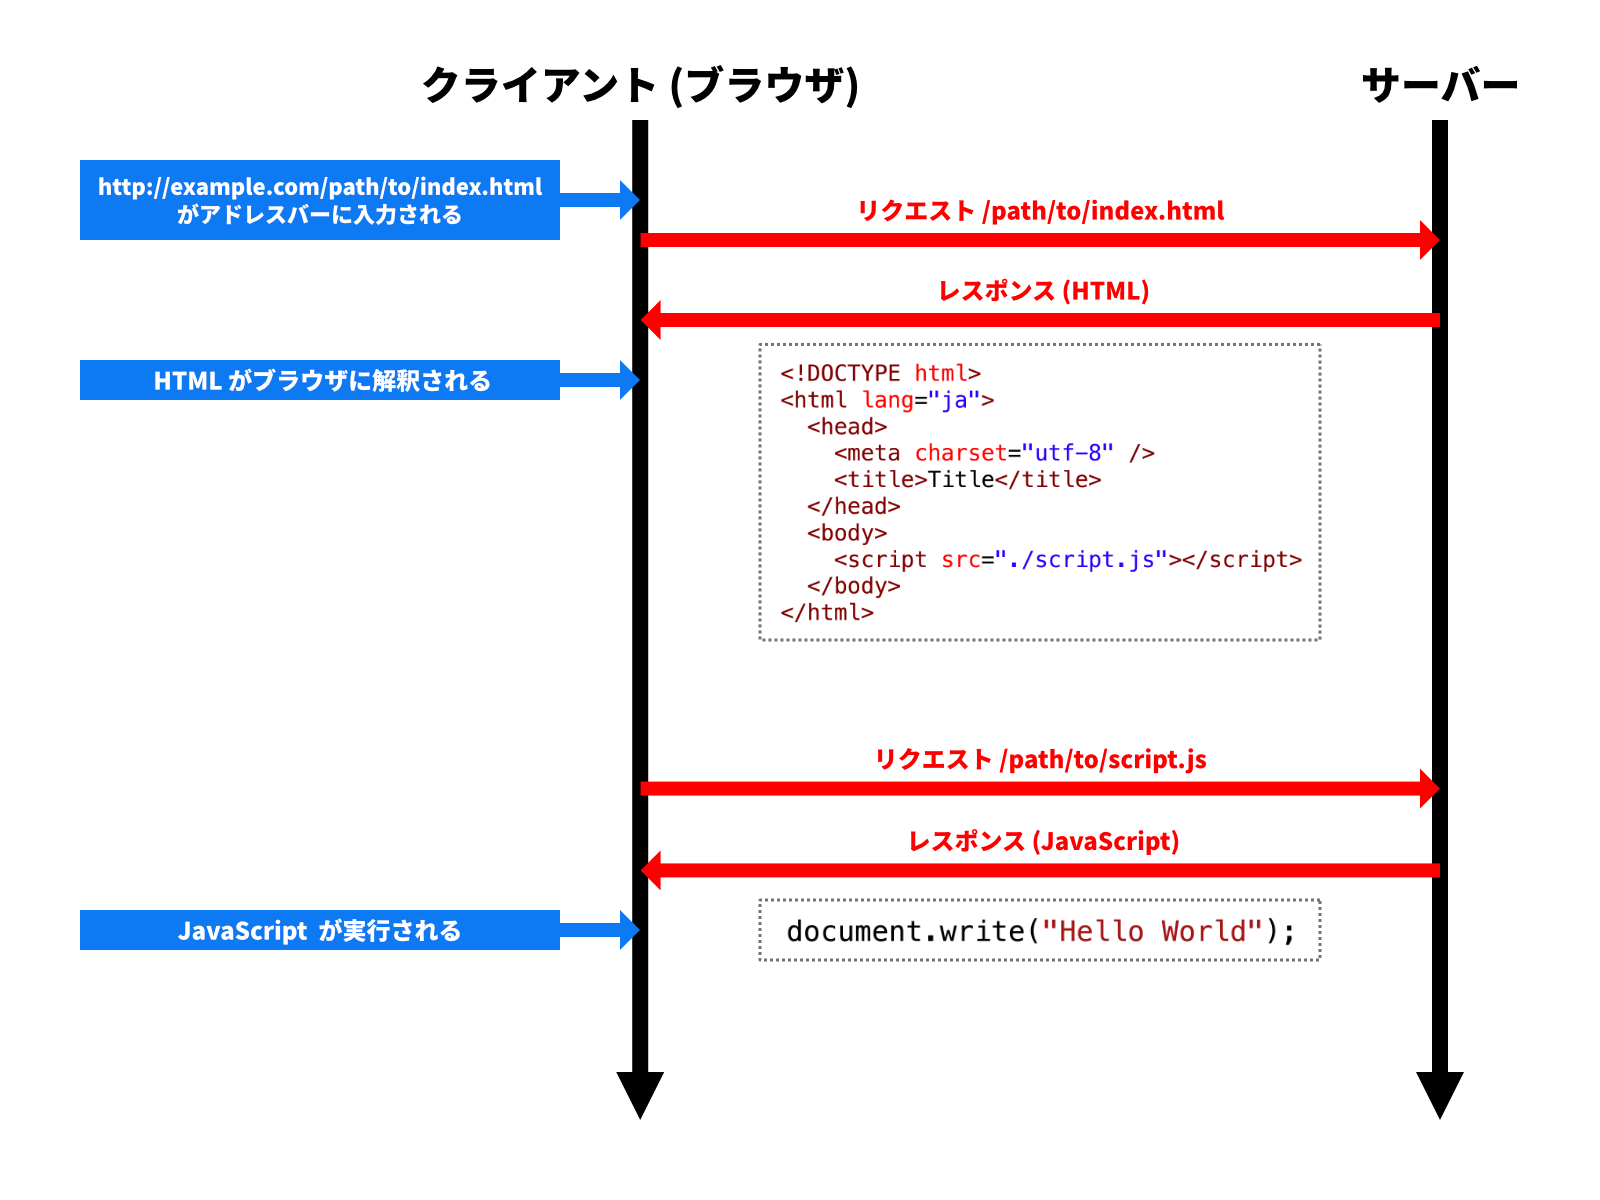 クライアント (ブラウザ)
サーバー
http://example.com/path/to/index.html
がアドレスバーに入力される
リクエスト /path/to/index.html
レスポンス (HTML)
HTML がブラウザに解釈される
<!DOCTYPE html>
<html lang="ja">
  <head>
    <meta charset="utf-8" />
    <title>Title</title>
  </head>
  <body>
    <script src="./script.js"></script>
  </body>
</html>
リクエスト /path/to/script.js
レスポンス (JavaScript)
JavaScript が実行される
document.write("Hello World");